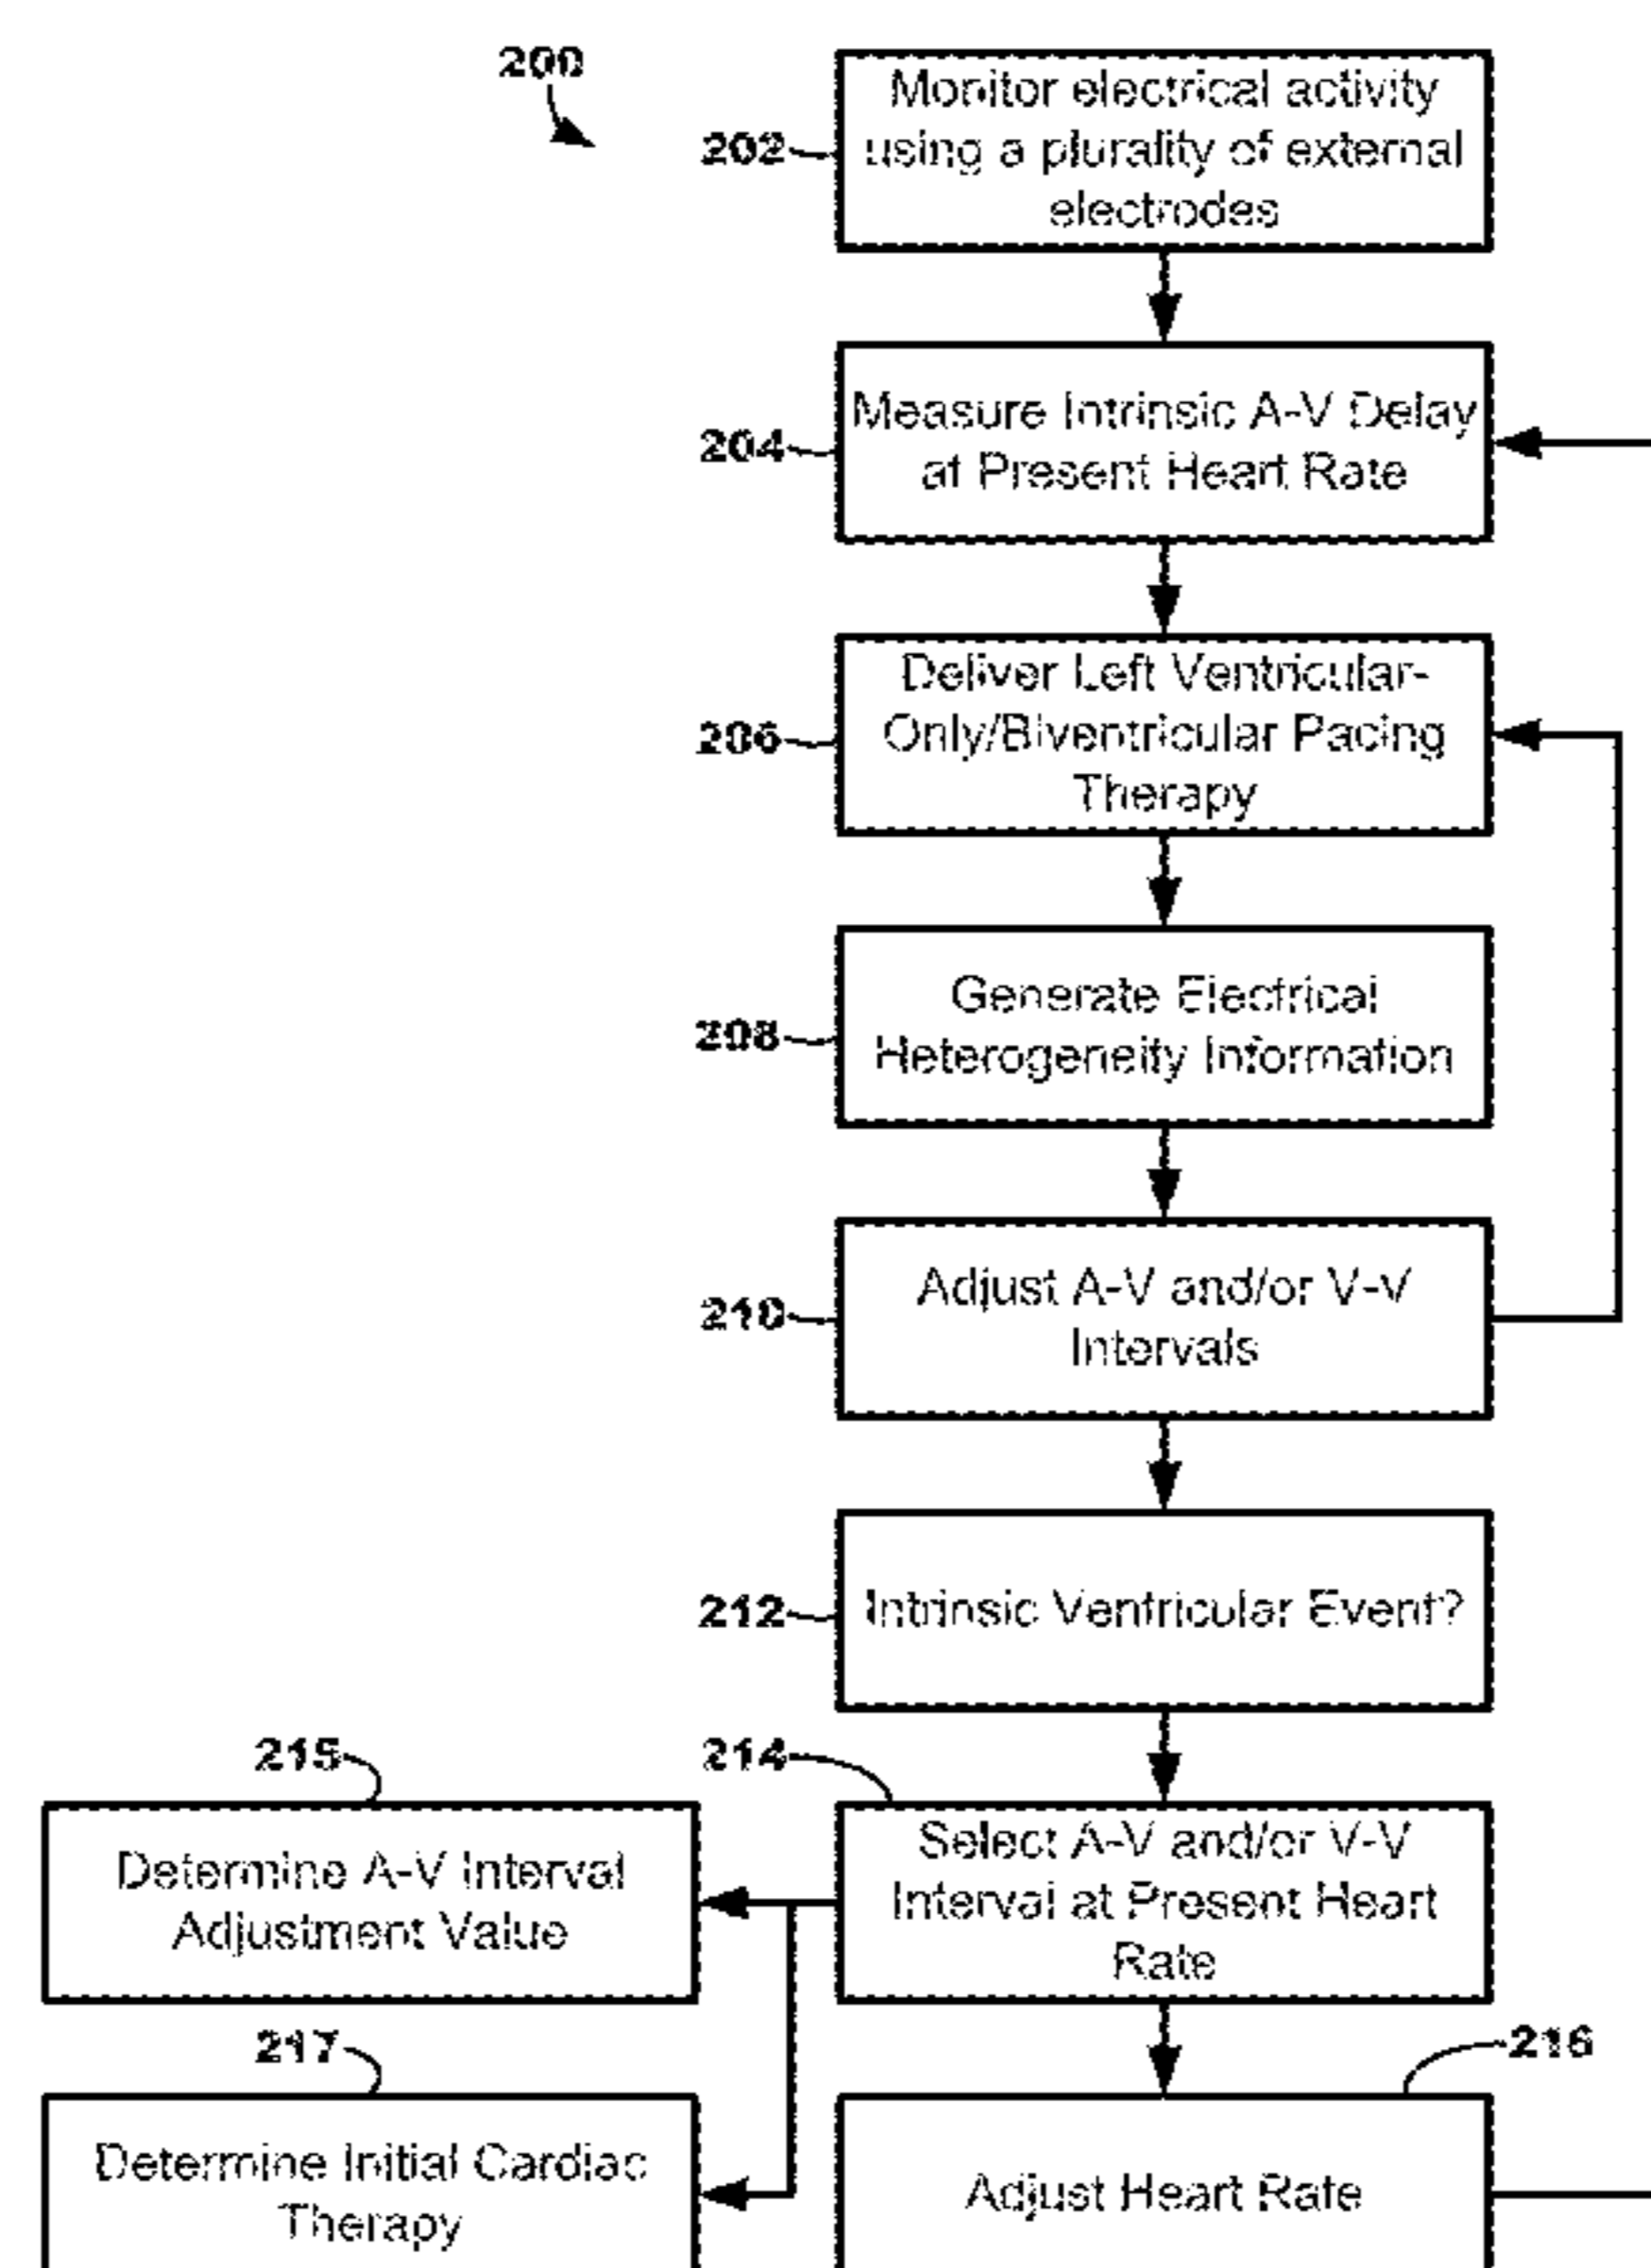 200
202
Monitor electrical activity
using a plurality of external
electrodes
204
Measure Intrinsic A-V Delay
at Present Heart Rate
206
Deliver Left Ventricular-
Only/Biventricular Pacing
Therapy
208
Generate Electrical
Heterogeneity Information
210
Adjust A-V and/or V-V
Intervals
212
Intrinsic Ventricular Event?
215
Determine A-V Interval
Adjustment Value
214
Select A-V and/or V-V
Interval at Present Heart
Rate
217
Determine Initial Cardiac
Therapy
216
Adjust Heart Rate